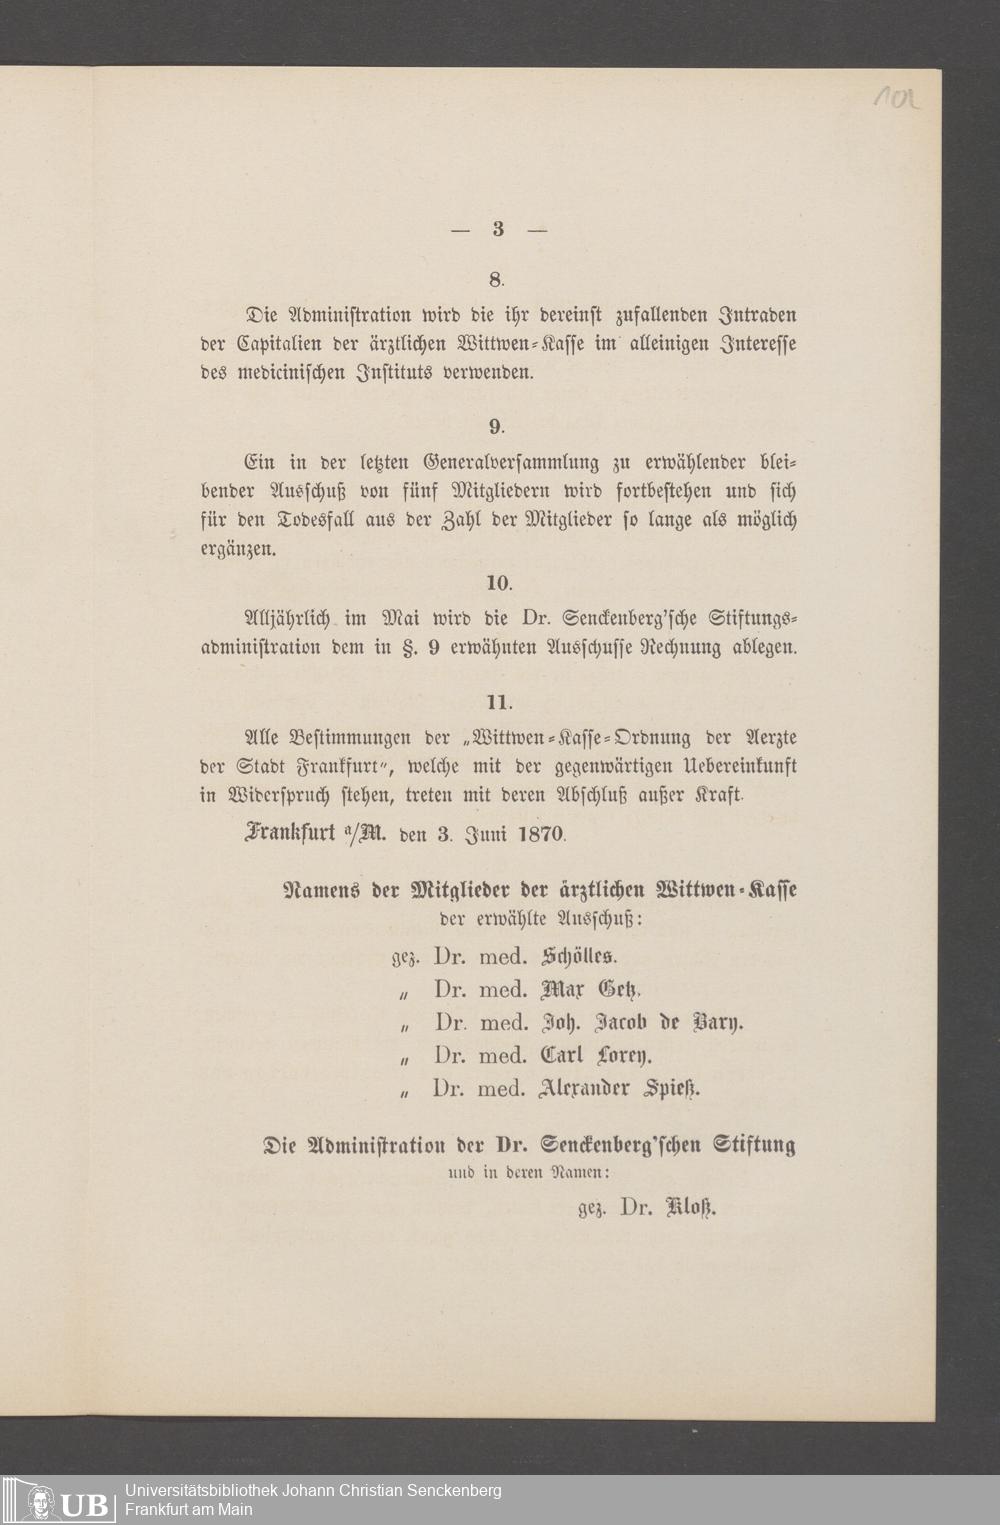 101
— 3 —
8.
Die Administration wird die ihr dereinst zufallenden Intraden
der Capitalien der ärztlichen Wittwen-Kasse im alleinigen Interesse
des medicinischen Instituts verwenden.
9.
Ein in der letzten Generalversammlung zu erwählender blei-
bender Ausschuß von fünf Mitgliedern wird fortbestehen und sich
für den Todesfall aus der Zahl der Mitglieder so lange als möglich
ergänzen.
10.
Alljährlich im Mai wird die Dr. Senckenberg'sche Stiftungs-
administration dem in §. 9 erwähnten Ausschusse Rechnung ablegen.
11.
Alle Bestimmungen der „Wittwen-Kasse-Ordnung der Aerzte
der Stadt Frankfurt“, welche mit der gegenwärtigen Uebereinkunft
in Widerspruch stehen, treten mit deren Abschluß außer Kraft.
Frankfurt a/M. den 3. Juni 1870.
Namens der Mitglieder der ärztlichen Wittwen-Kasse
der erwählte Ausschuß:
gez. Dr. med. Schölles.
„ Dr. med. Max Getz.
„ Dr. med. Joh. Jacob de Bary.
„ Dr. med. Carl Lorey.
„ Dr. med. Alexander Spieß.
Die Administration der Dr. Senckenberg'schen Stiftung
und in deren Namen:
gez. Dr. Kloß.
UB Universitätsbibliothek Johann Christian Senckenberg
Frankfurt am Main